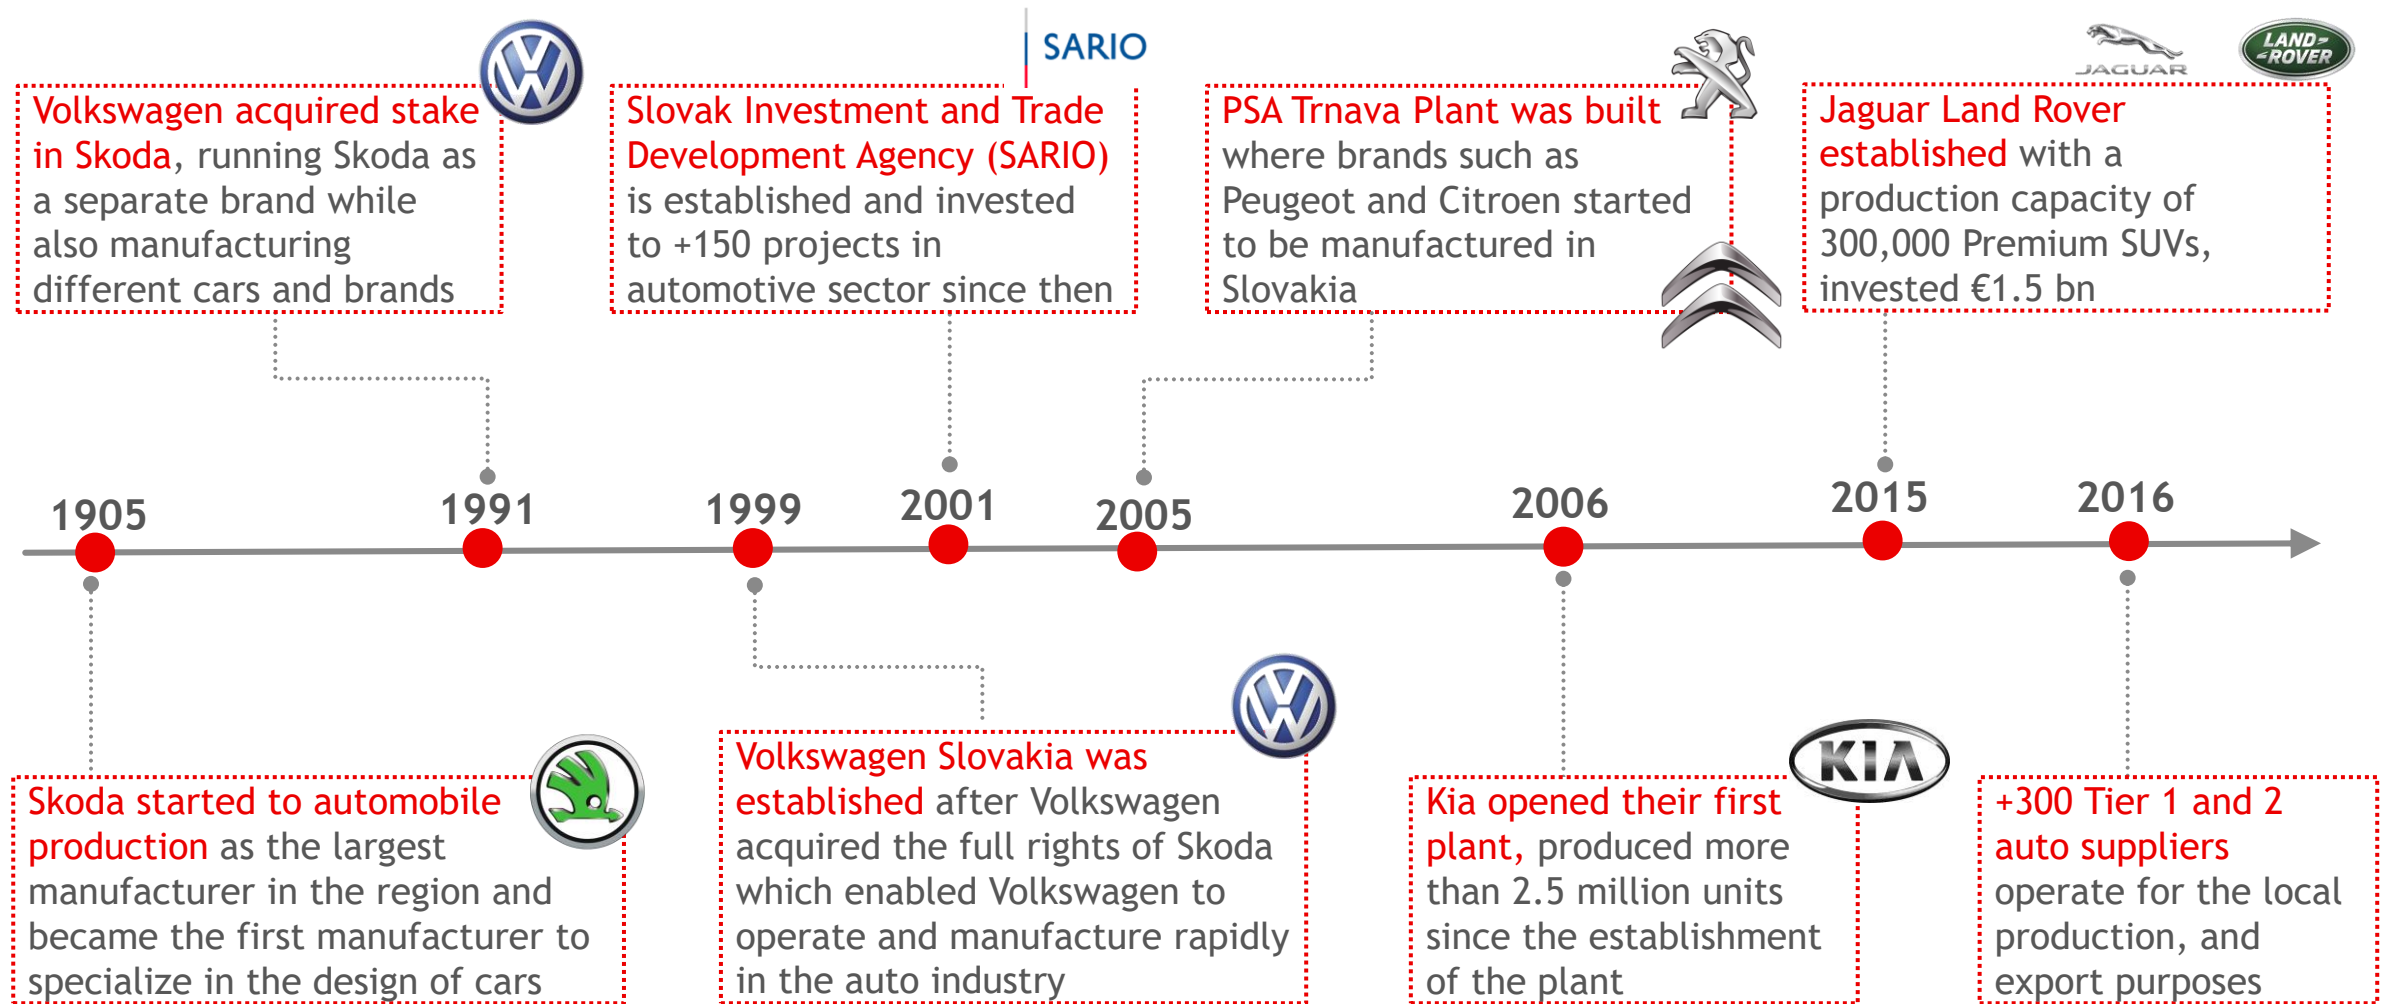 SARIO
JAGUAR
LAND-
-ROVER
Volkswagen acquired stake
in Skoda, running Skoda as
a separate brand while
also manufacturing
different cars and brands
Slovak Investment and Trade
Development Agency (SARIO)
is established and invested
to +150 projects in
automotive sector since then
PSA Trnava Plant was built
where brands such as
Peugeot and Citroen started
to be manufactured in
Slovakia
Jaguar Land Rover
established with a
production capacity of
300,000 Premium SUVs,
invested €1.5 bn
1905
1991
1999
2001
2005
2006
2015
2016
Skoda started to automobile
production as the largest
manufacturer in the region and
became the first manufacturer to
specialize in the design of cars
Volkswagen Slovakia was
established after Volkswagen
acquired the full rights of Skoda
which enabled Volkswagen to
operate and manufacture rapidly
in the auto industry
KIA
Kia opened their first
plant, produced more
than 2.5 million units
since the establishment
of the plant
+300 Tier 1 and 2
auto suppliers
operate for the local
production, and
export purposes